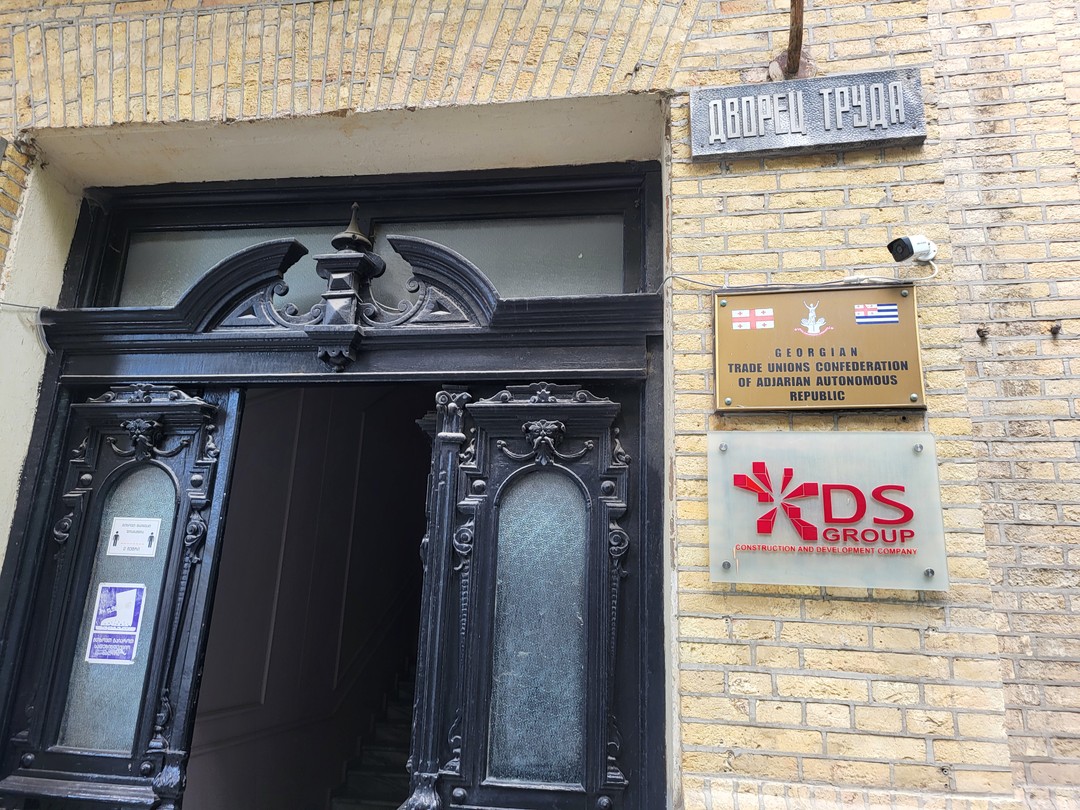 ДВОРЕЦ ТРУДА
GEORGIAN
TRADE UNIONS CONFEDERATION
OF ADJARIAN AUTONOMOUS
REPUBLIC
DS
GROUP
CONSTRUCTION AND DEVELOPMENT COMPANY